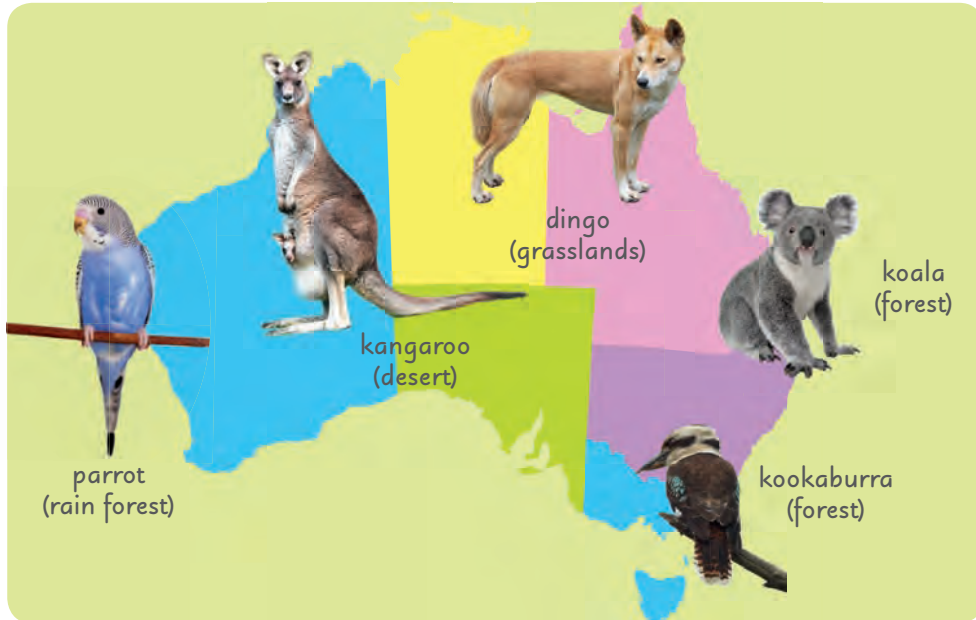 dingo
(grasslands)
koala
(forest)
kangaroo
(desert)
parrot
(rain forest)
kookaburra
(forest)